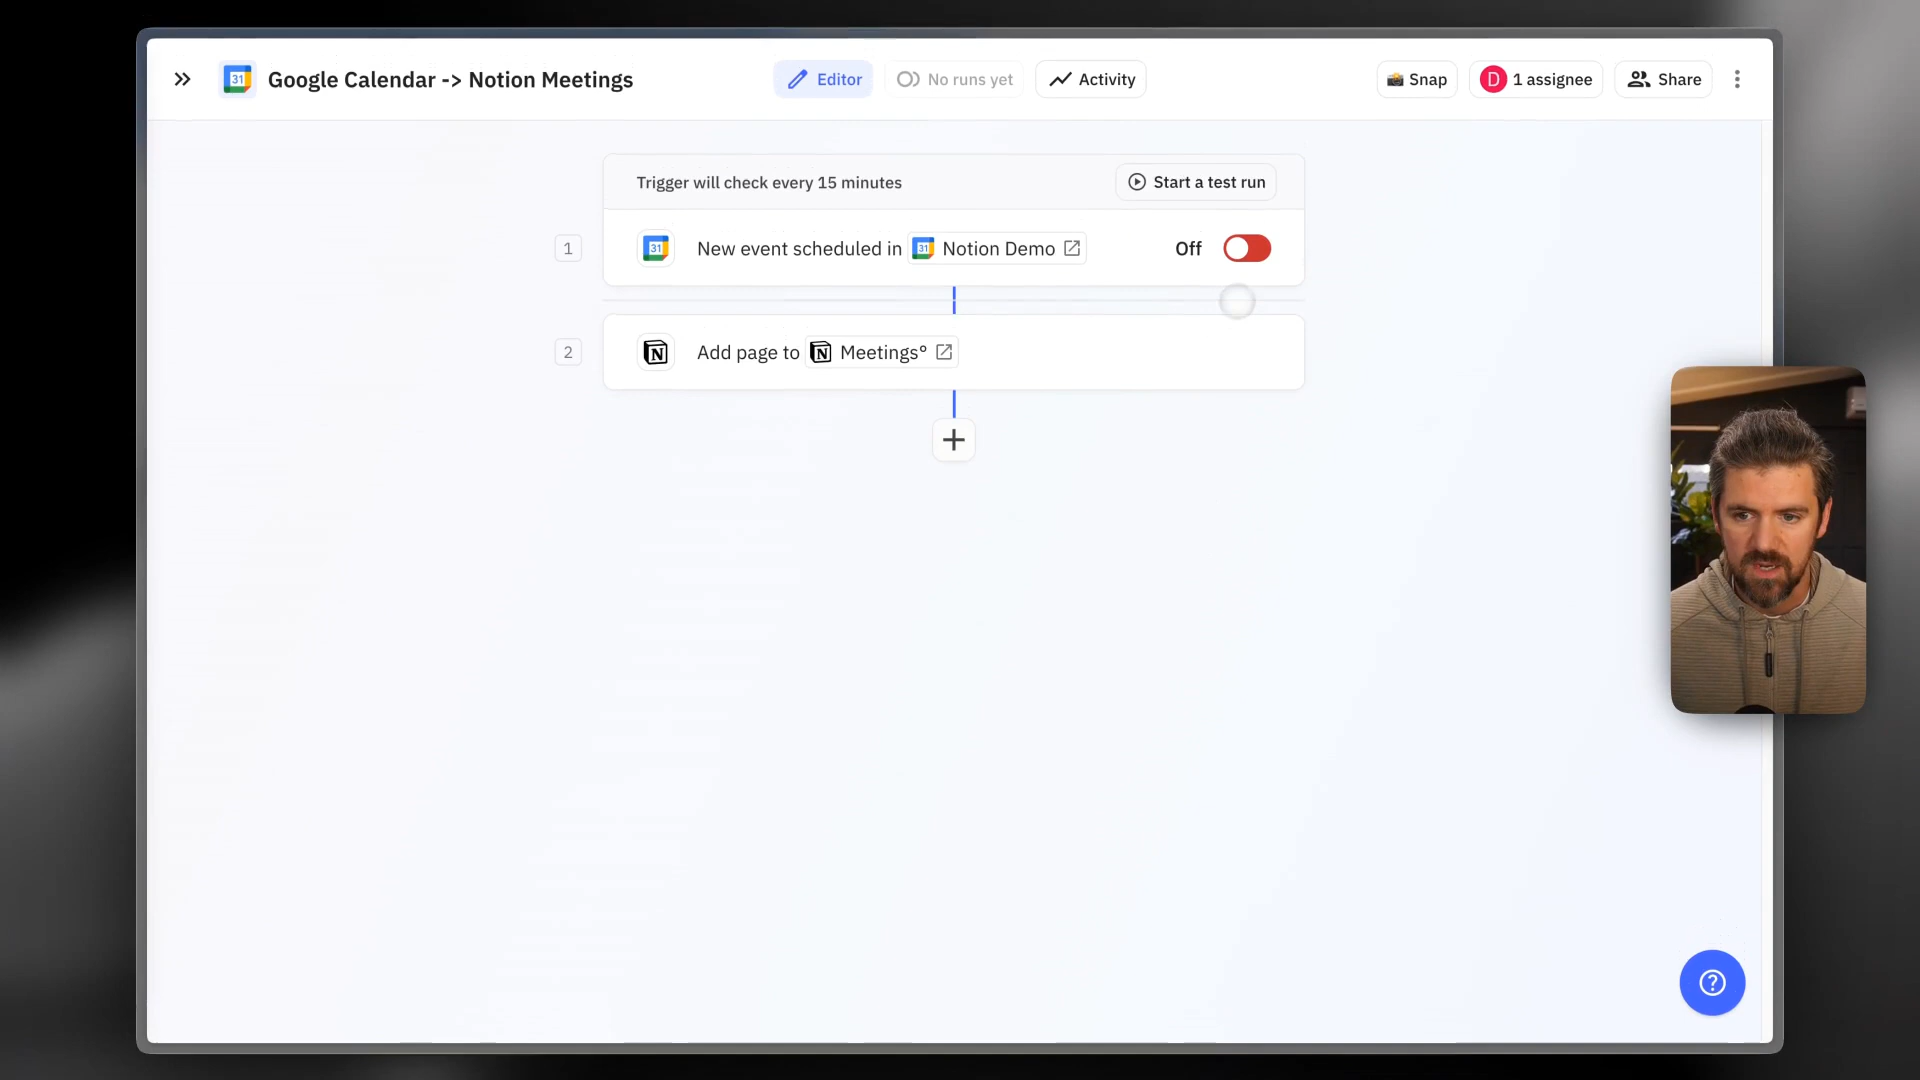 Google Calendar -> Notion Meetings
Editor
No runs yet
Activity
Snap
D 1 assignee
Share
Trigger will check every 15 minutes
Start a test run
1
31 New event scheduled in 31 Notion Demo
Off
2
N Add page to N Meetings°